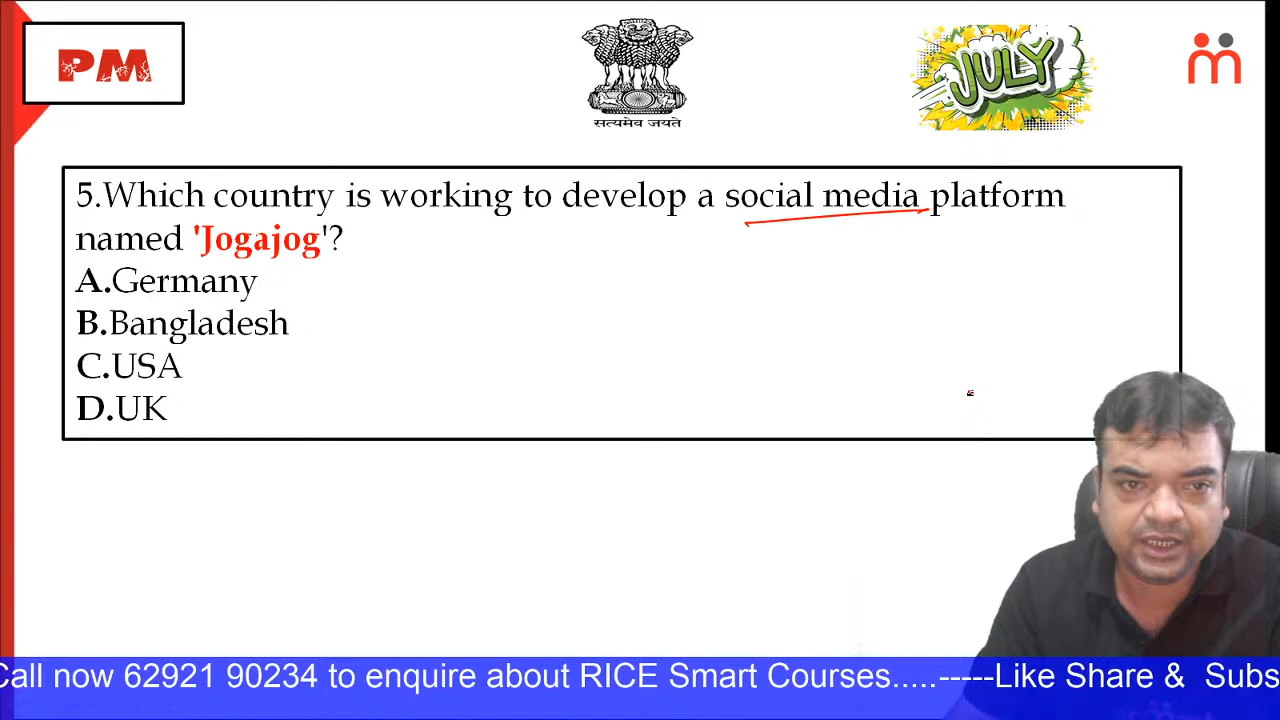 PM
सत्यमेव जयते
JULY
5.Which country is working to develop a social media platform
named 'Jogajog'?
A.Germany
B.Bangladesh
C.USA
D.UK
Call now 62921 90234 to enquire about RICE Smart Courses.....-----Like Share & Subs